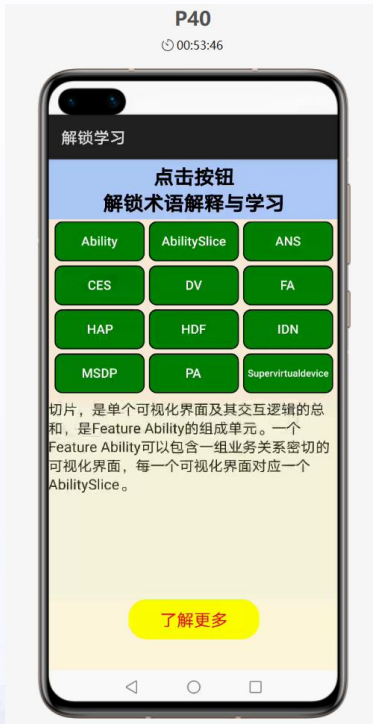 P40
00:53:46
解锁学习
点击按钮
解锁术语解释与学习
Ability AbilitySlice ANS
CES DV FA
HAP HDF IDN
MSDP PA Supervirtualdevice
切片，是单个可视化界面及其交互逻辑的总
和，是Feature Ability的组成单元。一个
Feature Ability可以包含一组业务关系密切的
可视化界面，每一个可视化界面对应一个
AbilitySlice。
了解更多